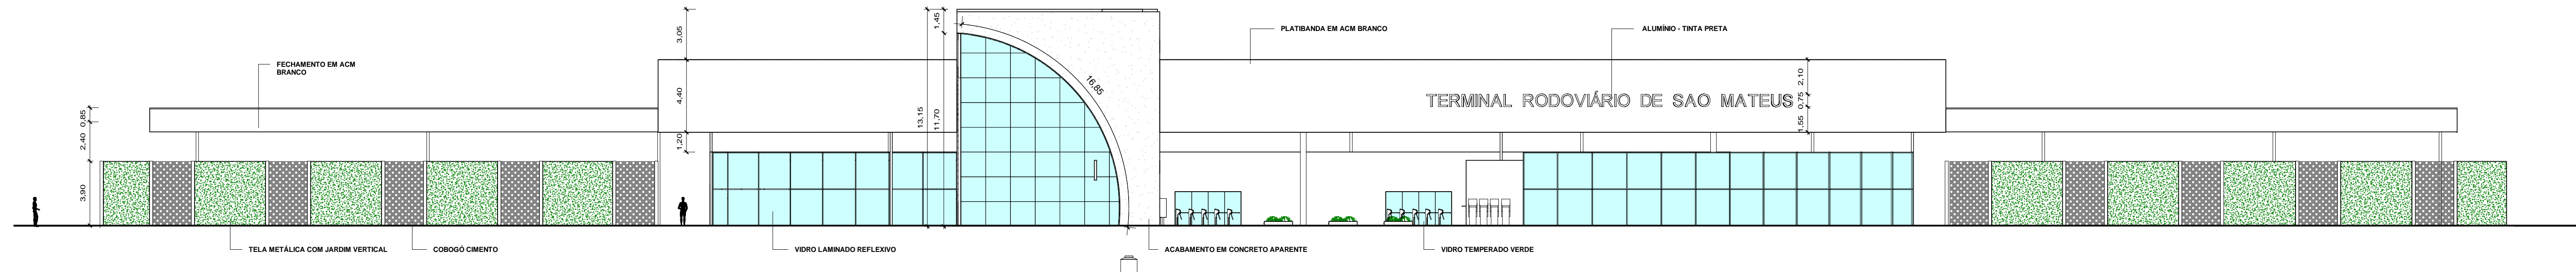 1,45
3,05
PLATIBANDA EM ACM BRANCO
ALUMÍNIO - TINTA PRETA
FECHAMENTO EM ACM
BRANCO
2,10
16,85
4,40
TERMINAL RODOVIÁRIO DE SAO MATEUS
0,75
0,85
13,15
11,70
1,55
2,40
1,20
3,90
TELA METÁLICA COM JARDIM VERTICAL
COBOGÓ CIMENTO
VIDRO LAMINADO REFLEXIVO
ACABAMENTO EM CONCRETO APARENTE
VIDRO TEMPERADO VERDE